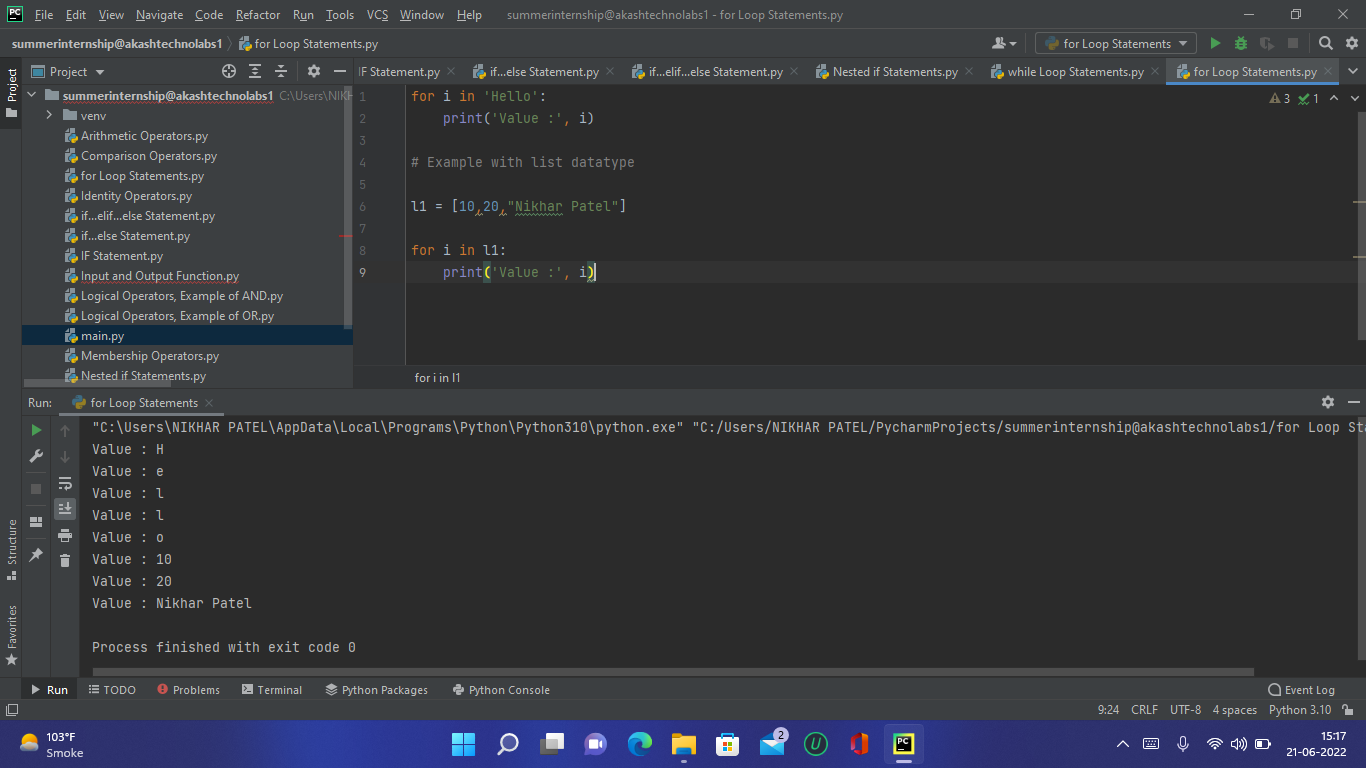 PC File Edit View Navigate Code Refactor Run Tools VCS Window Help summerinternship@akashtechnolabs1 - for Loop Statements.py
summerinternship@akashtechnolabs1 for Loop Statements.py for Loop Statements
Project
Project
IF Statement.py if...else Statement.py if...elif...else Statement.py Nested if Statements.py while Loop Statements.py for Loop Statements.py
summerinternship@akashtechnolabs1 C:\Users\NIKH
venv
Arithmetic Operators.py
Comparison Operators.py
for Loop Statements.py
Identity Operators.py
if...elif...else Statement.py
if...else Statement.py
IF Statement.py
Input and Output Function.py
Logical Operators, Example of AND.py
Logical Operators, Example of OR.py
main.py
Membership Operators.py
Nested if Statements.py
3 1
1 for i in 'Hello':
2 print('Value :', i)
3
4 # Example with list datatype
5
6 l1 = [10,20,"Nikhar Patel"]
7
8 for i in l1:
9 print('Value :', i)
for i in l1
Run: for Loop Statements
"C:\Users\NIKHAR PATEL\AppData\Local\Programs\Python\Python310\python.exe" "C:/Users/NIKHAR PATEL/PycharmProjects/summerinternship@akashtechnolabs1/for Loop Sta
Value : H
Value : e
Value : l
Value : l
Value : o
Value : 10
Value : 20
Value : Nikhar Patel
Process finished with exit code 0
Structure
Favorites
Run TODO Problems Terminal Python Packages Python Console Event Log
9:24 CRLF UTF-8 4 spaces Python 3.10
103°F
Smoke
2
U
PC
15:17
21-06-2022